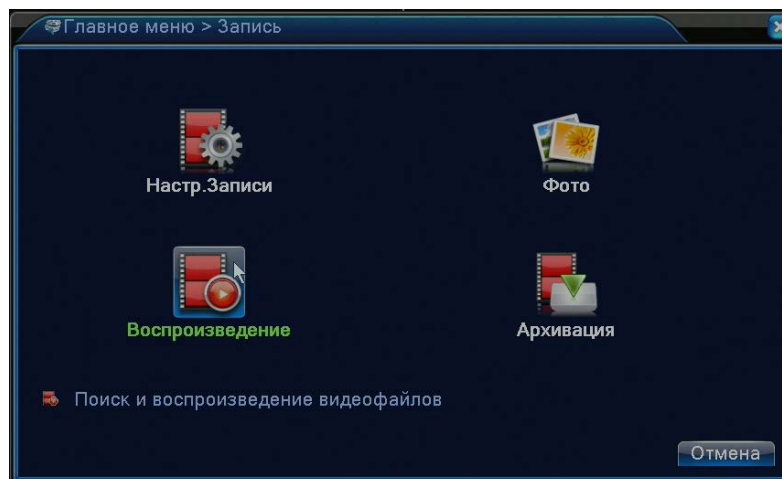 Главное меню > Запись
Настр.Записи
Фото
Воспроизведение
Архивация
Поиск и воспроизведение видеофайлов
Отмена